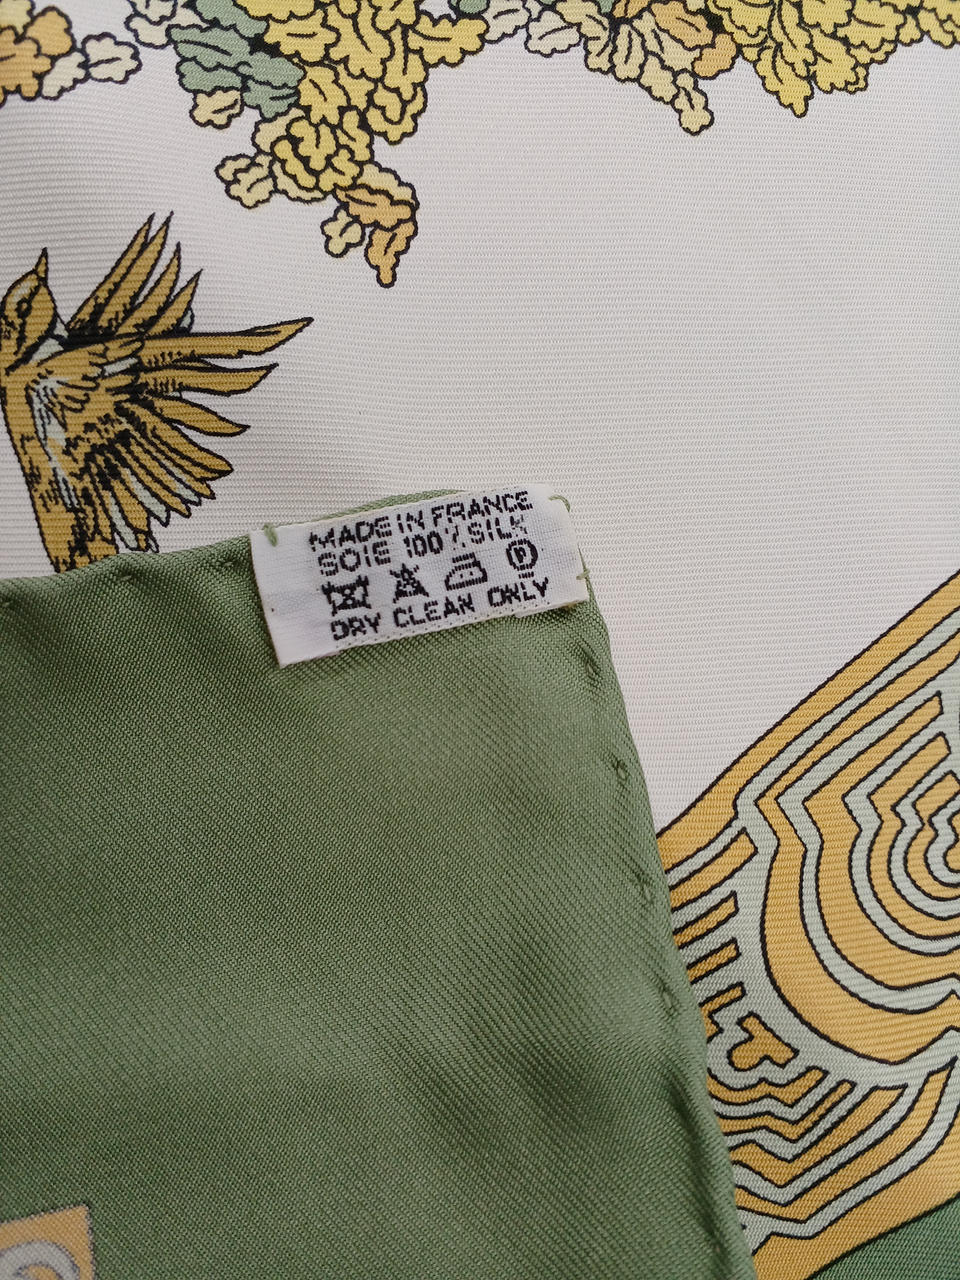 MADE IN FRANCE
SOIE 100% SILK
P
DRY CLEAN ONLY